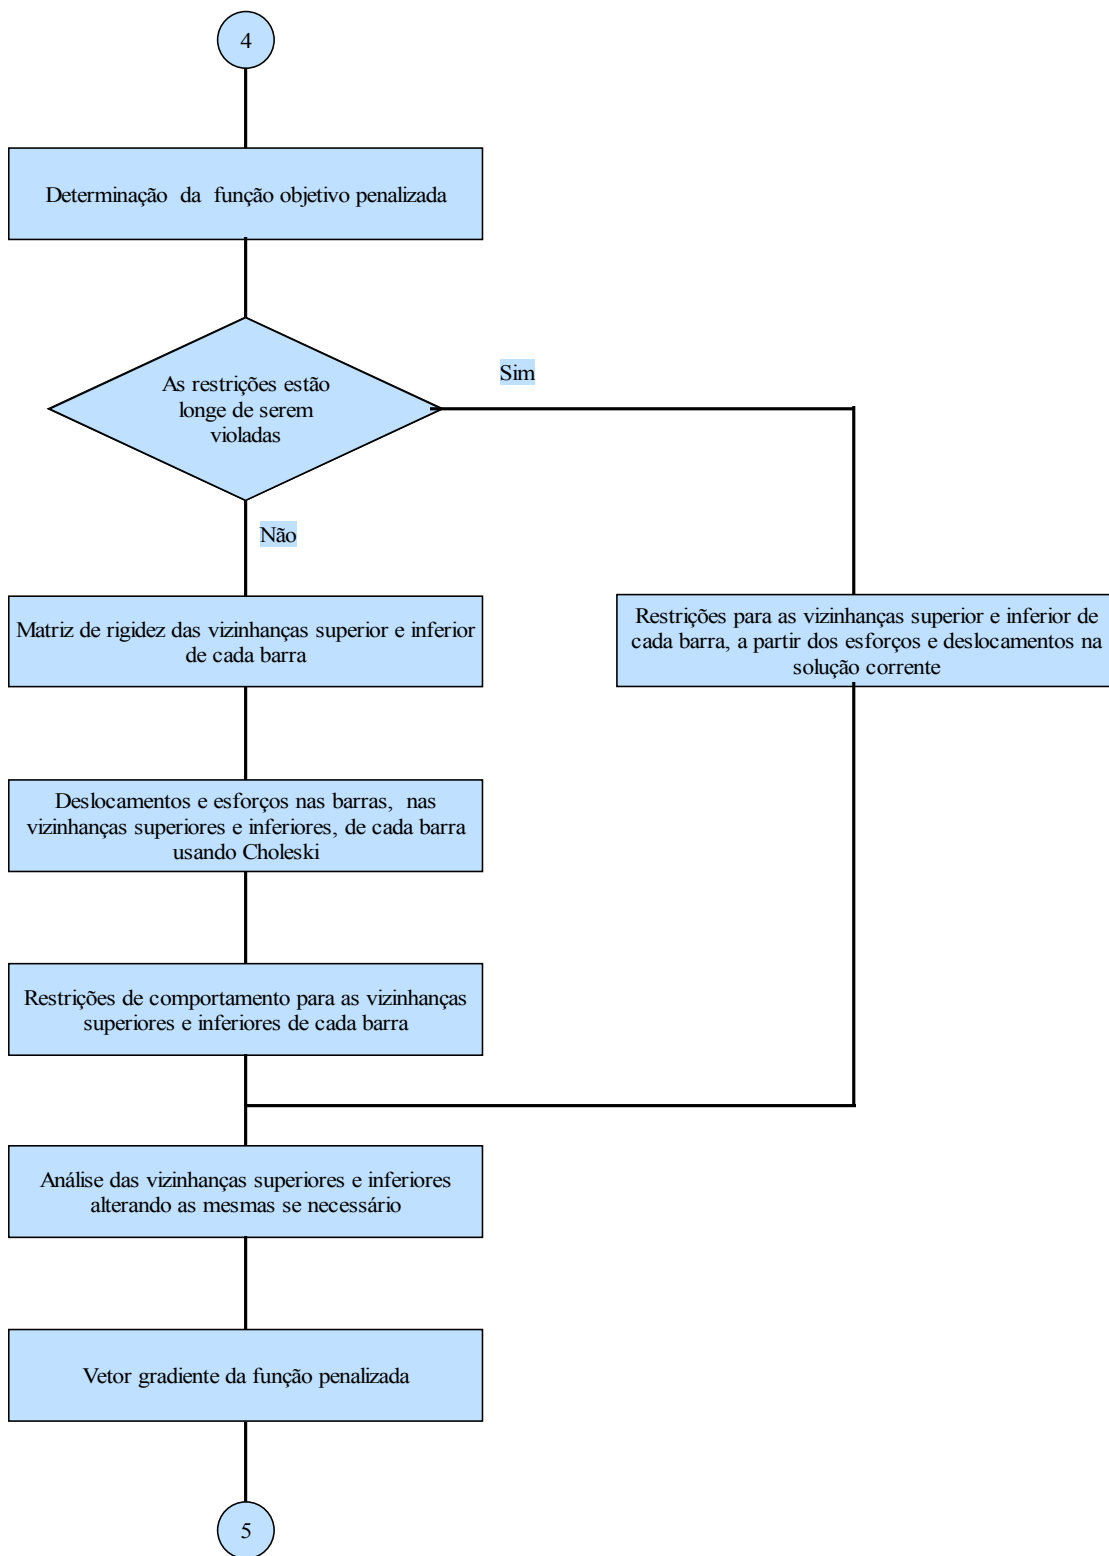 4
Determinação da função objetivo penalizada
As restrições estão
longe de serem
violadas
Sim
Não
Matriz de rigidez das vizinhanças superior e inferior
de cada barra
Restrições para as vizinhanças superior e inferior de
cada barra, a partir dos esforços e deslocamentos na
solução corrente
Deslocamentos e esforços nas barras, nas
vizinhanças superiores e inferiores, de cada barra
usando Choleski
Restrições de comportamento para as vizinhanças
superiores e inferiores de cada barra
Análise das vizinhanças superiores e inferiores
alterando as mesmas se necessário
Vetor gradiente da função penalizada
5